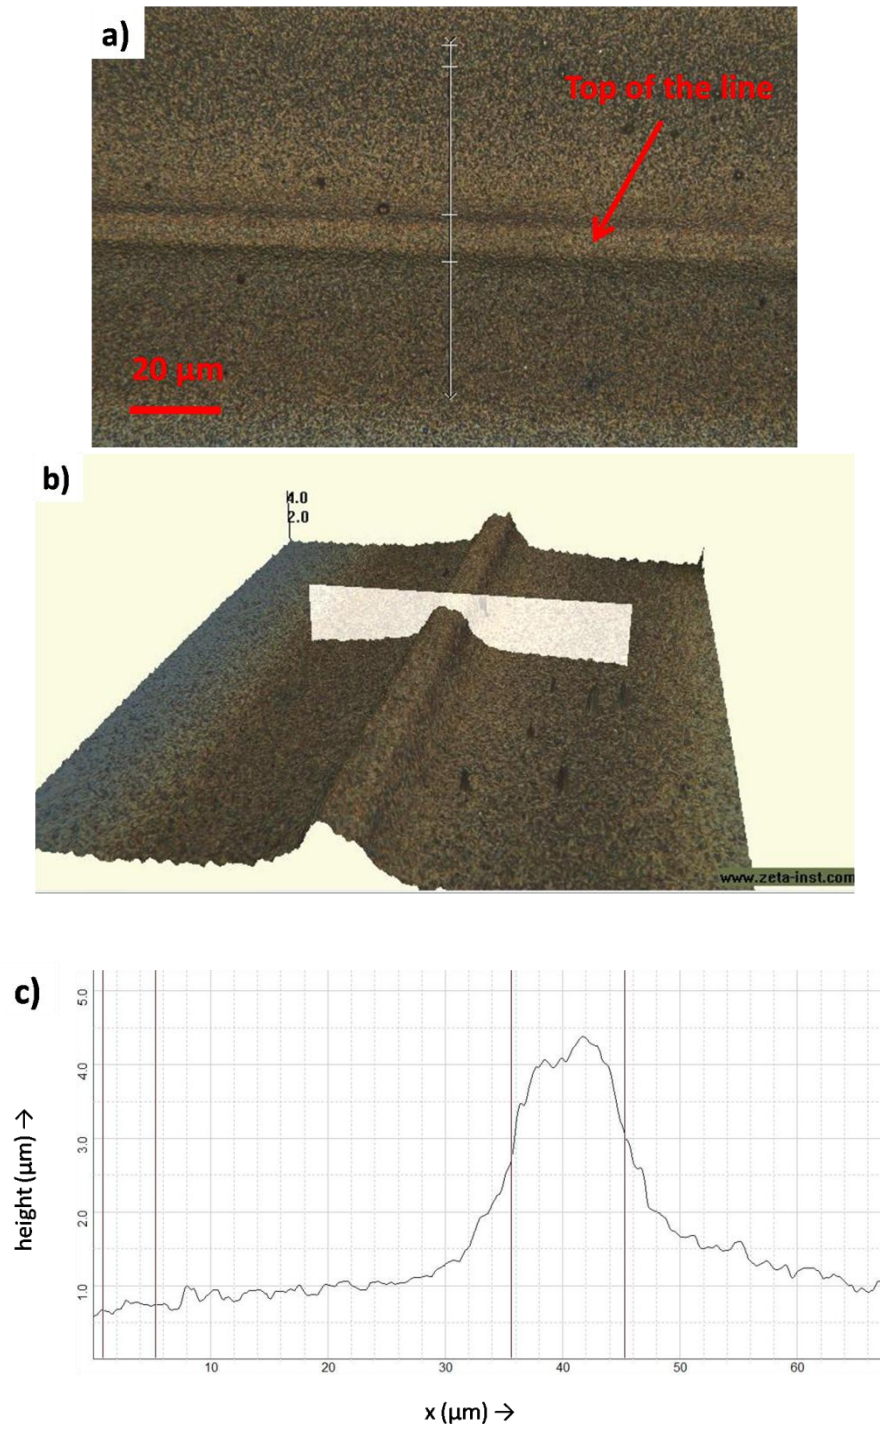 a)
Top of the line
20 µm
b)
4.0
2.0
www.zeta-inst.com
c)
5.0
4.0
3.0
2.0
1.0
height (µm) →
10 20 30 40 50 60
x (µm) →